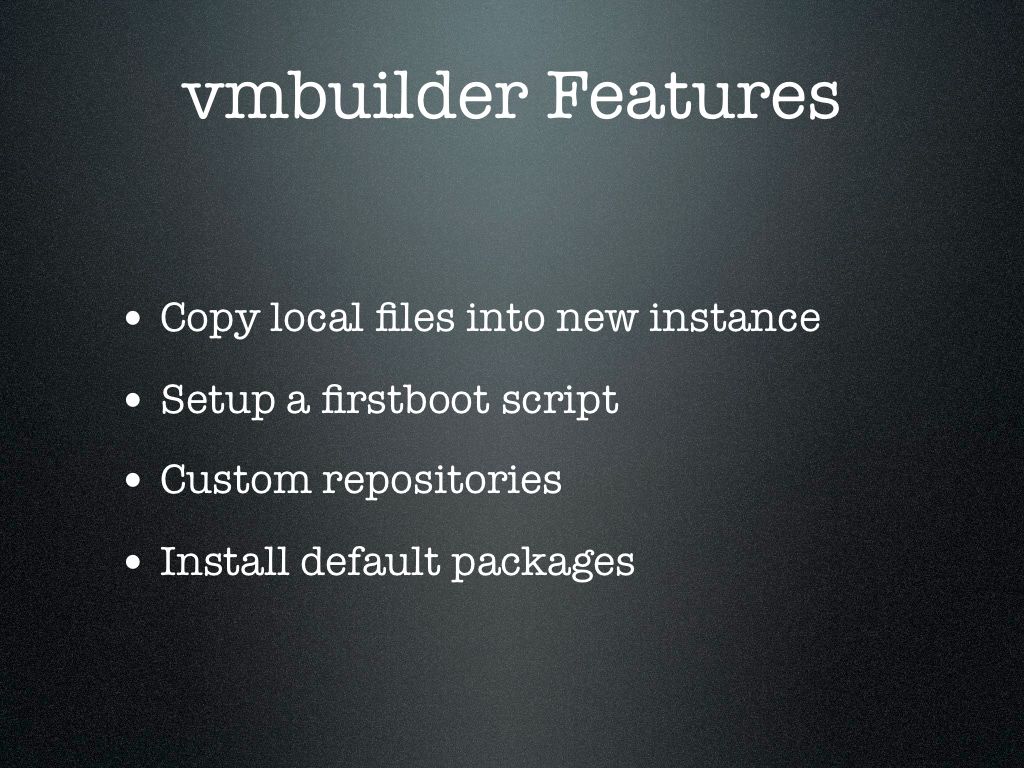 vmbuilder Features
• Copy local files into new instance
• Setup a firstboot script
• Custom repositories
• Install default packages